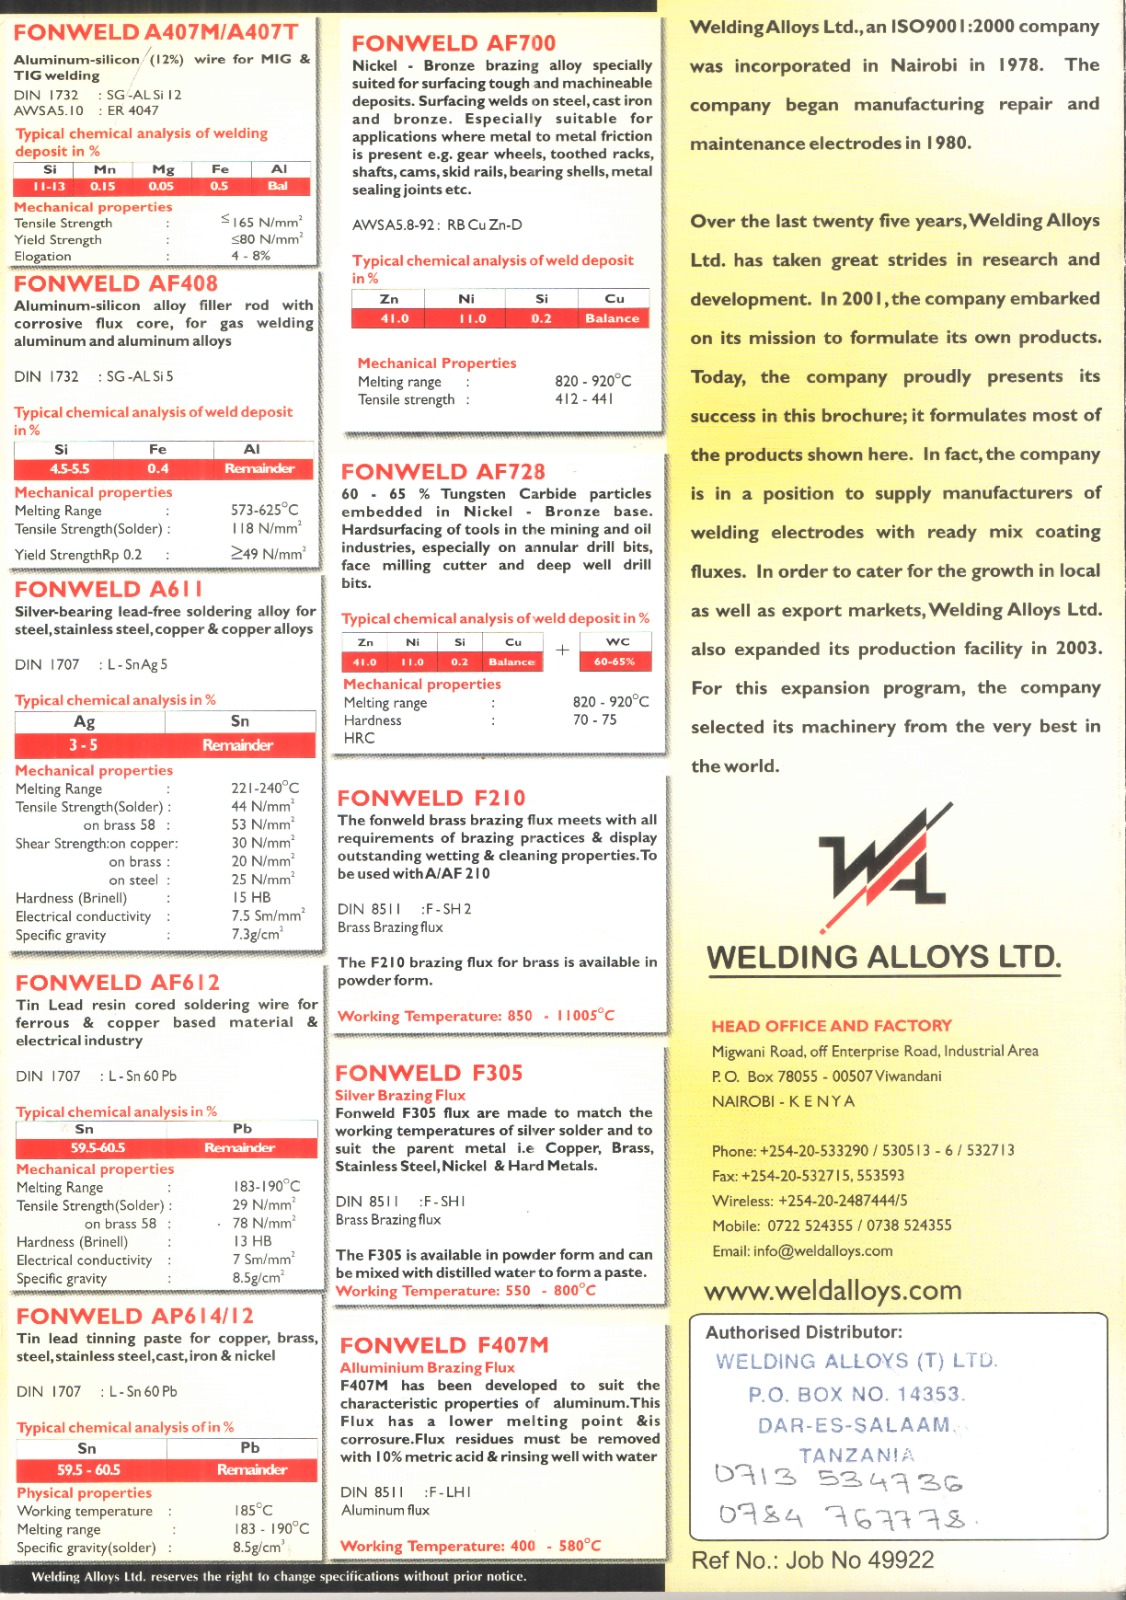 FONWELD A407M/A407T
Aluminum-silicon (12%) wire for MIG &
TIG welding
DIN 1732 : SG-ALSi 12
AWSA5.10 : ER 4047
Typical chemical analysis of welding
deposit in %
Si Mn Mg Fe Al
11-13 0.15 0.05 0.5 Bal
Mechanical properties
Tensile Strength : ≤165 N/mm²
Yield Strength : ≤80 N/mm²
Elogation : 4 - 8%
FONWELD AF408
Aluminum-silicon alloy filler rod with
corrosive flux core, for gas welding
aluminum and aluminum alloys
DIN 1732 : SG-ALSi 5
Typical chemical analysis of weld deposit
in %
Si Fe Al
4.5-5.5 0.4 Remainder
Mechanical properties
Melting Range : 573-625°C
Tensile Strength(Solder) : 118 N/mm²
Yield StrengthRp 0.2 : ≥49 N/mm²
FONWELD A611
Silver-bearing lead-free soldering alloy for
steel, stainless steel, copper & copper alloys
DIN 1707 : L-SnAg 5
Typical chemical analysis in %
Ag Sn
3 - 5 Remainder
Mechanical properties
Melting Range : 221-240°C
Tensile Strength(Solder) : 44 N/mm²
on brass 58 : 53 N/mm²
Shear Strength:on copper: 30 N/mm²
on brass : 20 N/mm²
on steel : 25 N/mm²
Hardness (Brinell) : 15 HB
Electrical conductivity : 7.5 Sm/mm²
Specific gravity : 7.3g/cm³
FONWELD AF612
Tin Lead resin cored soldering wire for
ferrous & copper based material &
electrical industry
DIN 1707 : L-Sn 60 Pb
Typical chemical analysis in %
Sn Pb
59.5-60.5 Remainder
Mechanical properties
Melting Range : 183-190°C
Tensile Strength(Solder) : 29 N/mm²
on brass 58 : 78 N/mm²
Hardness (Brinell) : 13 HB
Electrical conductivity : 7 Sm/mm²
Specific gravity : 8.5g/cm³
FONWELD AP614/12
Tin lead tinning paste for copper, brass,
steel, stainless steel,cast, iron & nickel
DIN 1707 : L-Sn 60 Pb
Typical chemical analysis of in %
Sn Pb
59.5 - 60.5 Remainder
Physical properties
Working temperature : 185°C
Melting range : 183 - 190°C
Specific gravity(solder) : 8.5g/cm³
Welding Alloys Ltd. reserves the right to change specifications without prior notice.
FONWELD AF700
Nickel - Bronze brazing alloy specially
suited for surfacing tough and machineable
deposits. Surfacing welds on steel, cast iron
and bronze. Especially suitable for
applications where metal to metal friction
is present e.g. gear wheels, toothed racks,
shafts, cams, skid rails, bearing shells, metal
sealing joints etc.
AWSA5.8-92 : RB Cu Zn-D
Typical chemical analysis of weld deposit
in %
Zn Ni Si Cu
41.0 11.0 0.2 Balance
Mechanical Properties
Melting range : 820 - 920°C
Tensile strength : 412 - 441
FONWELD AF728
60 - 65 % Tungsten Carbide particles
embedded in Nickel - Bronze base.
Hardsurfacing of tools in the mining and oil
industries, especially on annular drill bits,
face milling cutter and deep well drill
bits.
Typical chemical analysis of weld deposit in %
Zn Ni Si Cu + WC
41.0 11.0 0.2 Balance 60-65%
Mechanical properties
Melting range : 820 - 920°C
Hardness : 70 - 75
HRC
FONWELD F210
The fonweld brass brazing flux meets with all
requirements of brazing practices & display
outstanding wetting & cleaning properties. To
be used with A/AF 210
DIN 8511 :F-SH 2
Brass Brazing flux
The F210 brazing flux for brass is available in
powder form.
Working Temperature: 850 - 11005°C
FONWELD F305
Silver Brazing Flux
Fonweld F305 flux are made to match the
working temperatures of silver solder and to
suit the parent metal i.e Copper, Brass,
Stainless Steel, Nickel & Hard Metals.
DIN 8511 :F-SH1
Brass Brazing flux
The F305 is available in powder form and can
be mixed with distilled water to form a paste.
Working Temperature: 550 - 800°C
FONWELD F407M
Alluminium Brazing Flux
F407M has been developed to suit the
characteristic properties of aluminum.This
Flux has a lower melting point &is
corrosure.Flux residues must be removed
with 10% metric acid & rinsing well with water
DIN 8511 :F-LH1
Aluminum flux
Working Temperature: 400 - 580°C
Welding Alloys Ltd., an ISO9001:2000 company
was incorporated in Nairobi in 1978. The
company began manufacturing repair and
maintenance electrodes in 1980.
Over the last twenty five years, Welding Alloys
Ltd. has taken great strides in research and
development. In 2001, the company embarked
on its mission to formulate its own products.
Today, the company proudly presents its
success in this brochure; it formulates most of
the products shown here. In fact, the company
is in a position to supply manufacturers of
welding electrodes with ready mix coating
fluxes. In order to cater for the growth in local
as well as export markets, Welding Alloys Ltd.
also expanded its production facility in 2003.
For this expansion program, the company
selected its machinery from the very best in
the world.
WA
WELDING ALLOYS LTD.
HEAD OFFICE AND FACTORY
Migwani Road, off Enterprise Road, Industrial Area
P. O. Box 78055 - 00507 Viwandani
NAIROBI - K E N Y A
Phone: +254-20-533290 / 530513 - 6 / 532713
Fax: +254-20-532715, 553593
Wireless: +254-20-2487444/5
Mobile: 0722 524355 / 0738 524355
Email: info@weldalloys.com
www.weldalloys.com
Authorised Distributor:
WELDING ALLOYS (T) LTD.
P.O. BOX NO. 14353.
DAR-ES-SALAAM.
TANZANIA
0713 534736
0784 767778.
Ref No.: Job No 49922